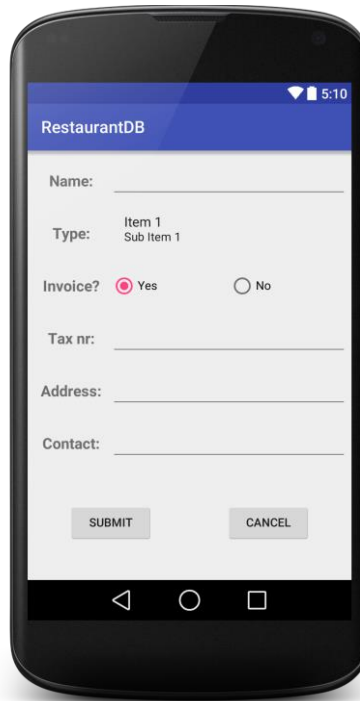 5:10
RestaurantDB
Name:
Type:
Item 1
Sub Item 1
Invoice? Yes No
Tax nr:
Address:
Contact:
SUBMIT CANCEL